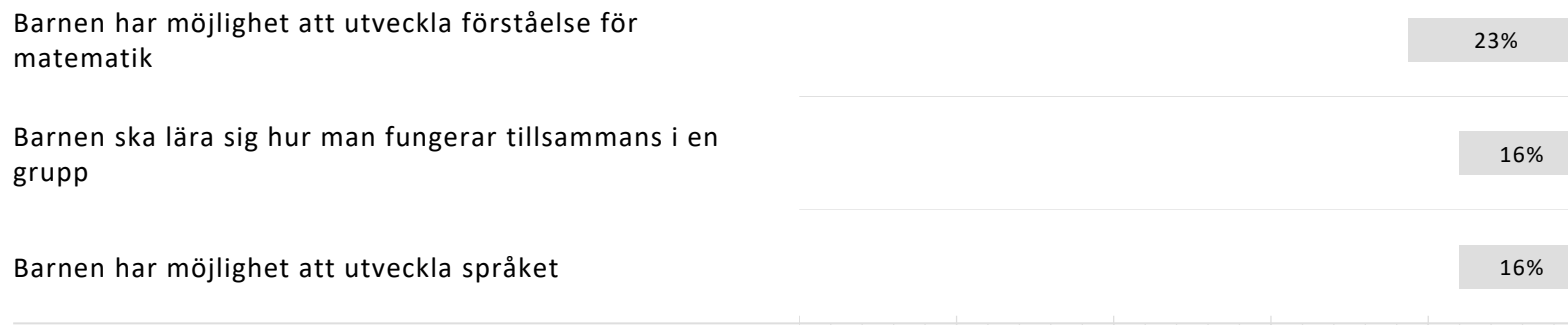 Barnen har möjlighet att utveckla förståelse för
matematik
23%
Barnen ska lära sig hur man fungerar tillsammans i en
grupp
16%
Barnen har möjlighet att utveckla språket
16%